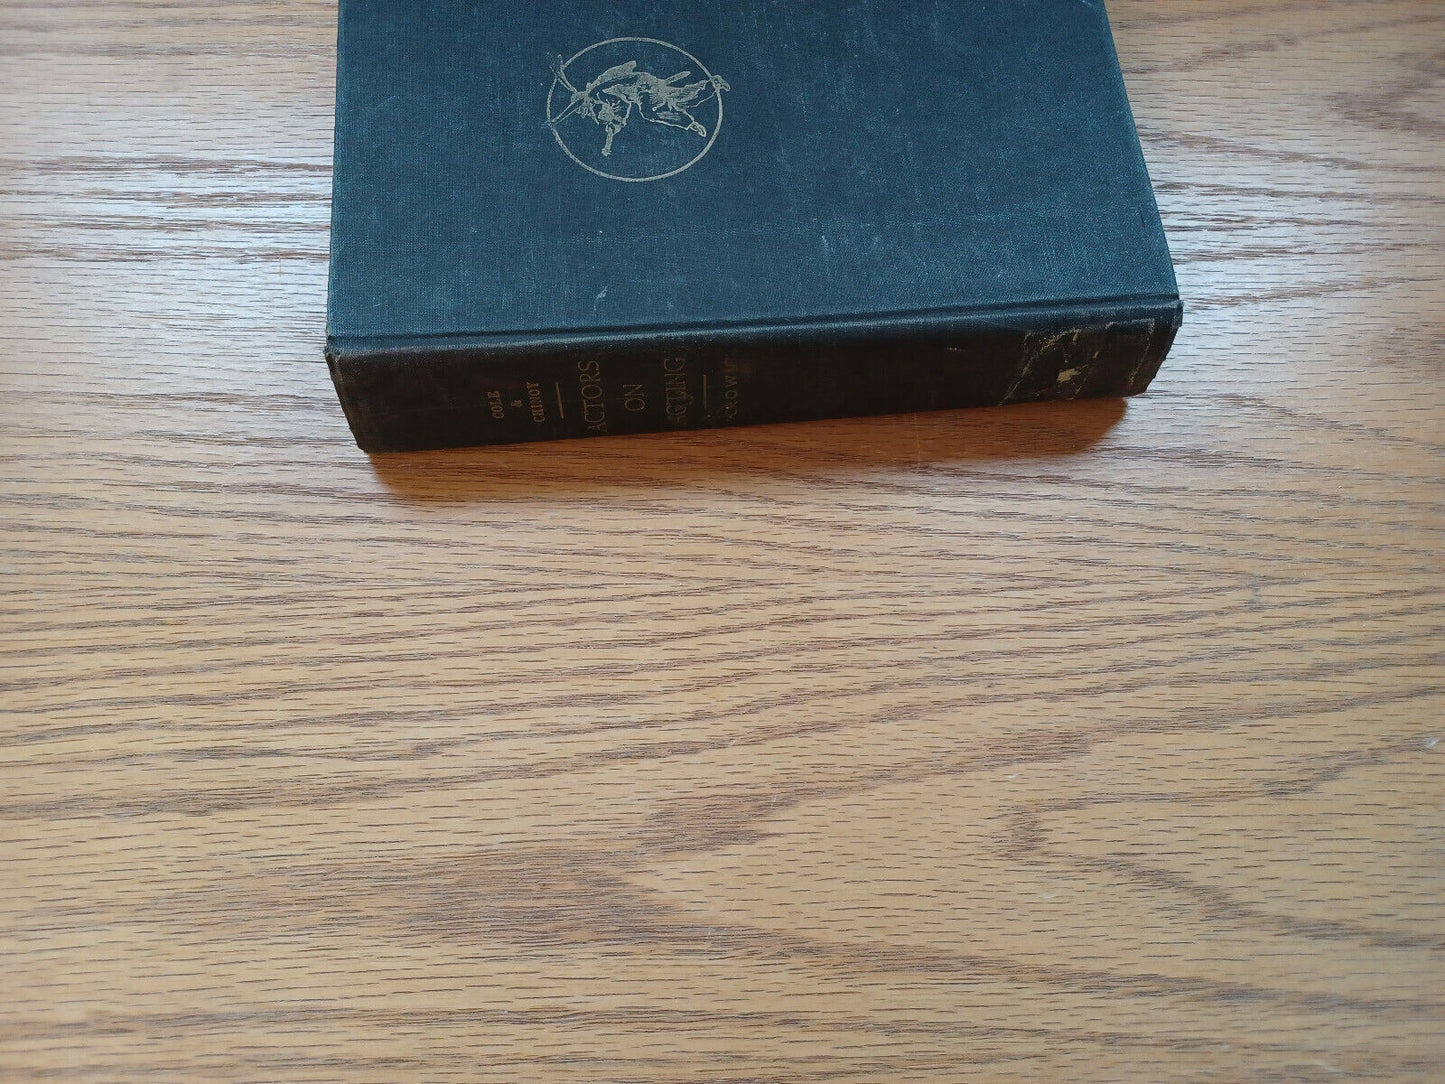 COLE
&
CHINOY
ACTORS
ON
ACTING
CROWN